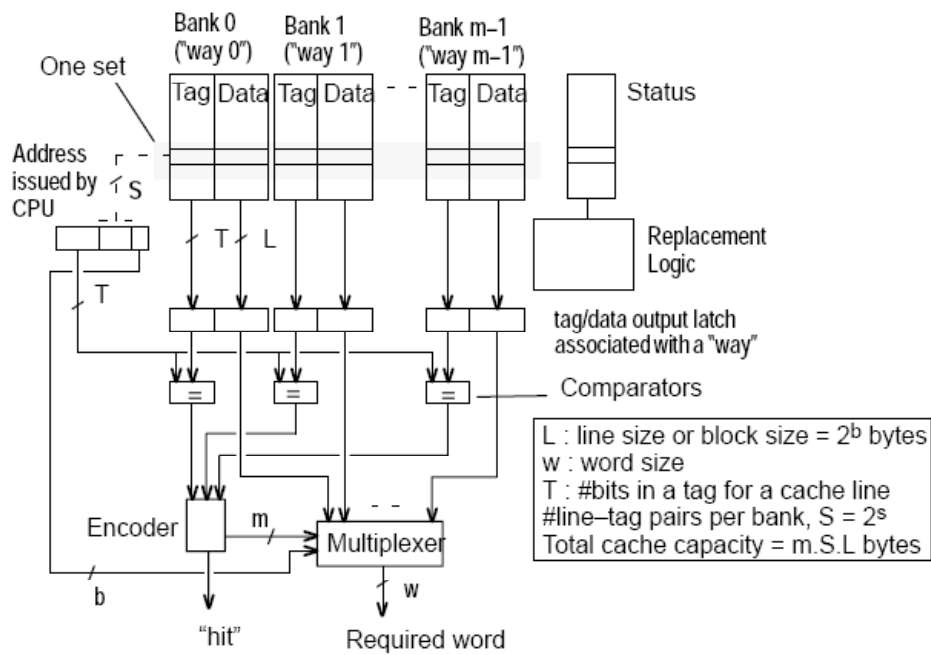 Bank 0
("way 0")
Bank 1
("way 1")
Bank m–1
("way m–1")
One set
Tag Data
Tag Data
Tag Data
Status
Address
issued by
CPU
S
T
L
T
Replacement
Logic
tag/data output latch
associated with a "way"
=
=
=
Comparators
L : line size or block size = 2^b bytes
w : word size
T : #bits in a tag for a cache line
#line–tag pairs per bank, S = 2^s
Total cache capacity = m.S.L bytes
Encoder
m
Multiplexer
b
w
“hit”
Required word